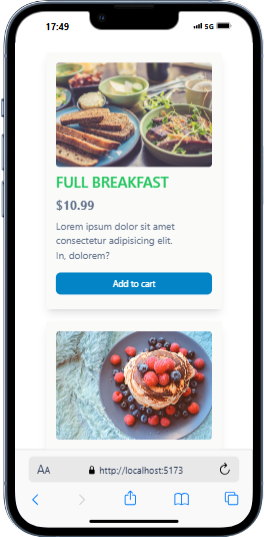 17:49
5G
FULL BREAKFAST
$10.99
Lorem ipsum dolor sit amet
consectetur adipisicing elit.
In, dolorem?
Add to cart
AA
http://localhost:5173